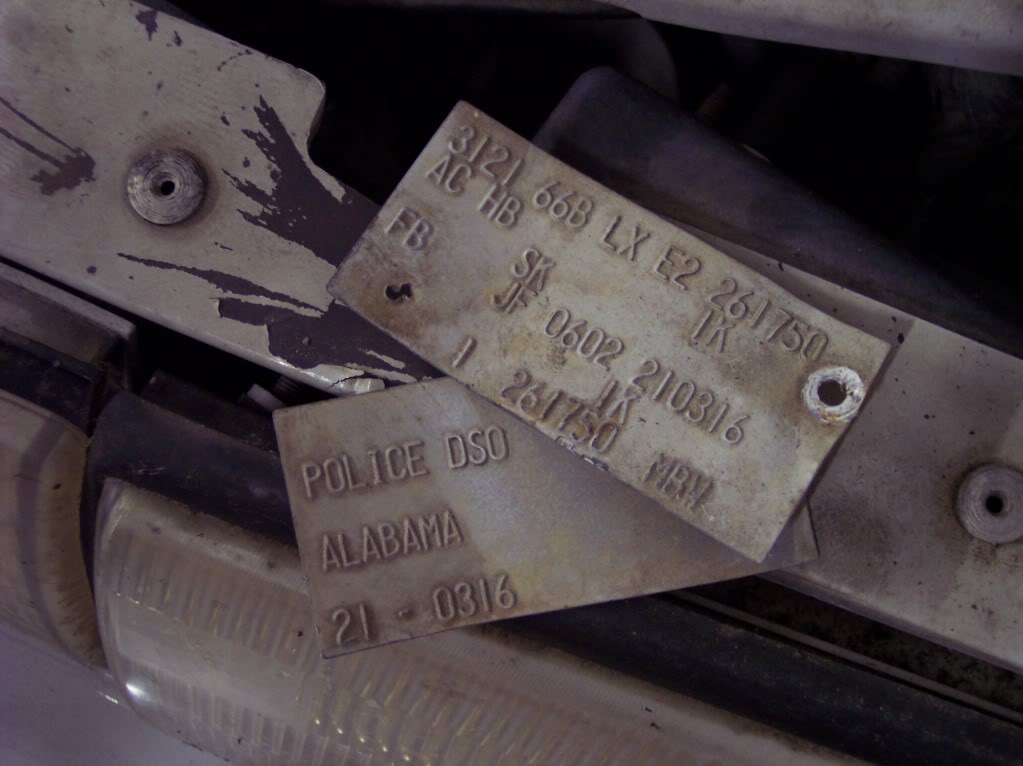 3121 66B LX E2 261750
AC HB 1K
FB SK
JF 0602 210316
1K
1 261750
POLICE DSO
ALABAMA
21 - 0316